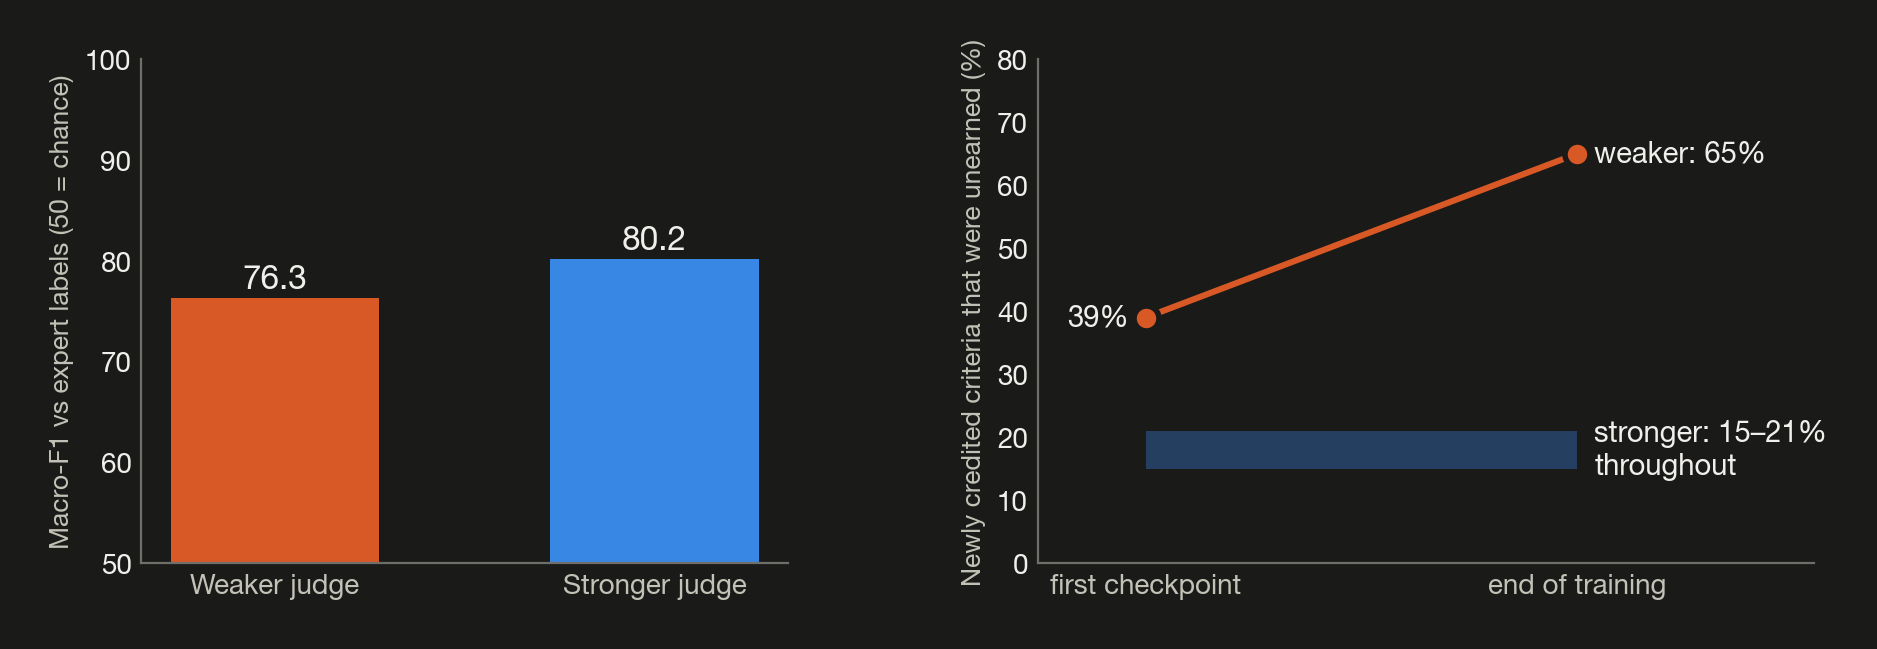 Macro-F1 vs expert labels (50 = chance)
100
90
80
70
60
50
76.3
80.2
Weaker judge
Stronger judge
Newly credited criteria that were unearned (%)
80
70
60
50
40
30
20
10
0
39%
weaker: 65%
stronger: 15–21%
throughout
first checkpoint
end of training